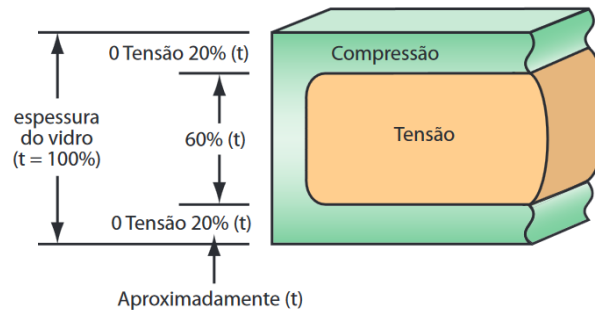 0 Tensão 20% (t)
Compressão
espessura
do vidro
(t = 100%)
60% (t)
Tensão
0 Tensão 20% (t)
Aproximadamente (t)